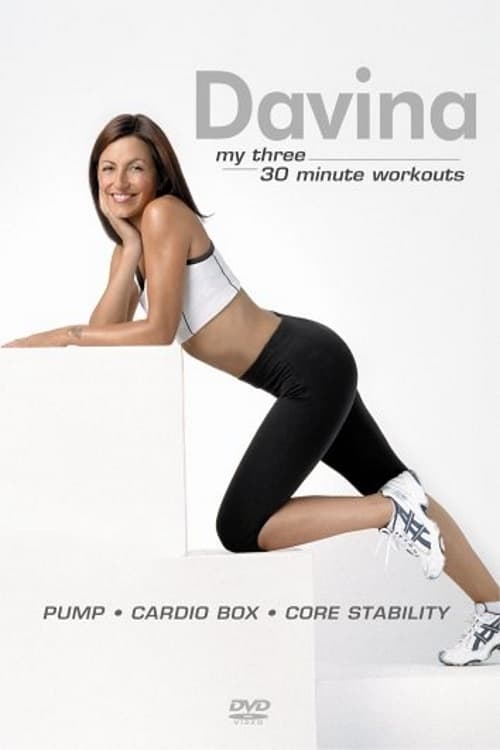 Davina
my three
30 minute workouts
PUMP • CARDIO BOX • CORE STABILITY
DVD
VIDEO